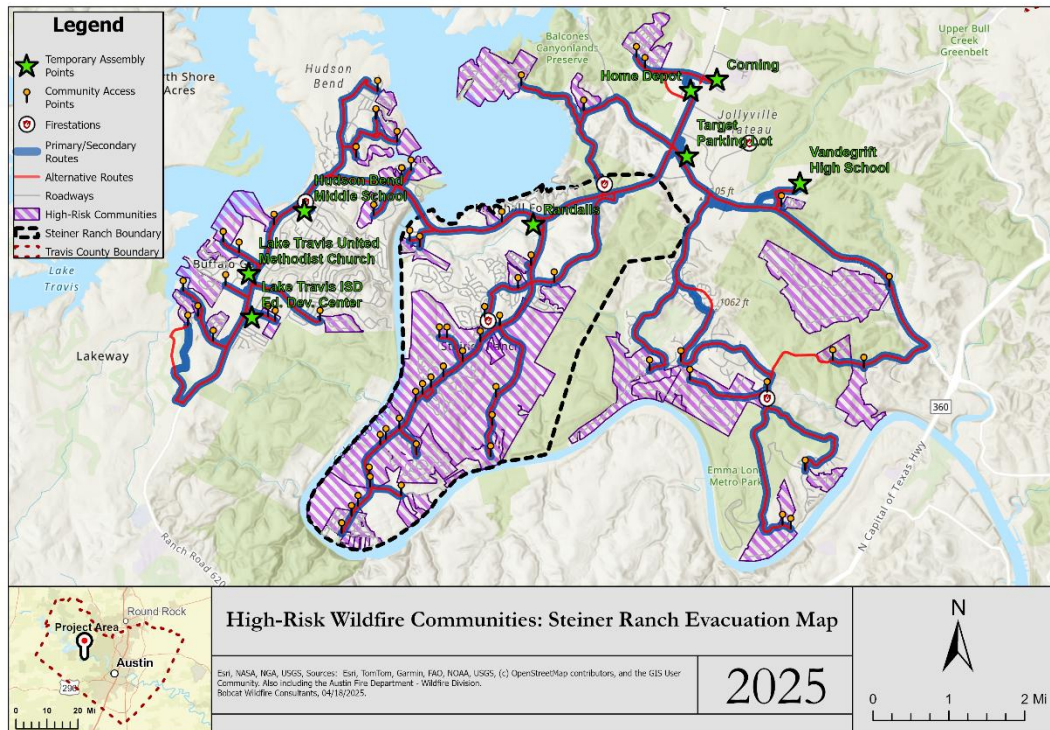 Legend
Temporary Assembly
Points
Community Access
Points
Firestations
Primary/Secondary
Routes
Alternative Routes
Roadways
High-Risk Communities
Steiner Ranch Boundary
Travis County Boundary
Hudson
Bend
Shore
Acres
Balcones
Canyonlands
Preserve
Upper Bull
Creek
Greenbelt
Home Depot
Corning
Jollyville
Plateau
Target
Parking Lot
Vandegrift
High School
Hudson Bend
Middle School
Randalls
Lake Travis United
Methodist Church
Lake Travis ISD
Ed. Dev. Center
Lake
Travis
Lakeway
1062 ft
360
Emma Long
Metro Park
N Capital of Texas Hwy
Ranch Road 620
Round Rock
Project Area
Austin
290
0 10 20 Mi
High-Risk Wildfire Communities: Steiner Ranch Evacuation Map
Esri, NASA, NGA, USGS, Sources: Esri, TomTom, Garmin, FAO, NOAA, USGS, (c) OpenStreetMap contributors, and the GIS User
Community. Also including the Austin Fire Department - Wildfire Division.
Bobcat Wildfire Consultants, 04/18/2025.
2025
N
0 1 2 Mi